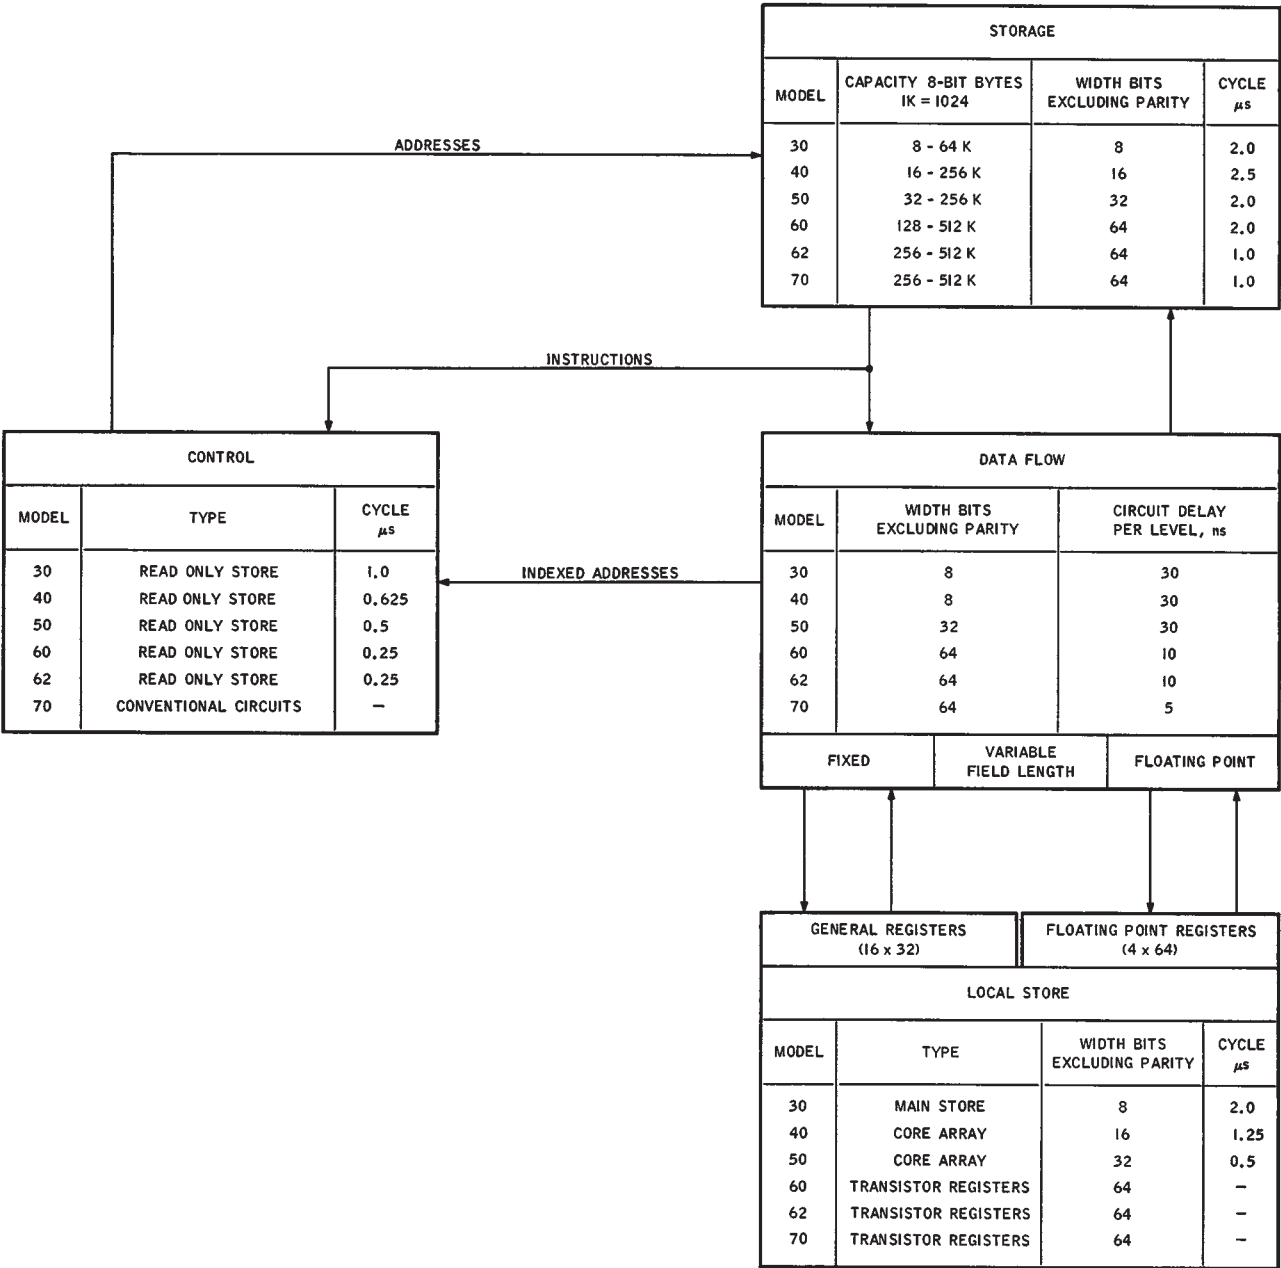 STORAGE
MODEL CAPACITY 8-BIT BYTES 1K = 1024 WIDTH BITS EXCLUDING PARITY CYCLE μs
30 8 - 64 K 8 2.0
40 16 - 256 K 16 2.5
50 32 - 256 K 32 2.0
60 128 - 512 K 64 2.0
62 256 - 512 K 64 1.0
70 256 - 512 K 64 1.0
ADDRESSES
INSTRUCTIONS
CONTROL
MODEL TYPE CYCLE μs
30 READ ONLY STORE 1.0
40 READ ONLY STORE 0.625
50 READ ONLY STORE 0.5
60 READ ONLY STORE 0.25
62 READ ONLY STORE 0.25
70 CONVENTIONAL CIRCUITS –
INDEXED ADDRESSES
DATA FLOW
MODEL WIDTH BITS EXCLUDING PARITY CIRCUIT DELAY PER LEVEL, ns
30 8 30
40 8 30
50 32 30
60 64 10
62 64 10
70 64 5
FIXED
VARIABLE
FIELD LENGTH
FLOATING POINT
GENERAL REGISTERS
(16 x 32)
FLOATING POINT REGISTERS
(4 x 64)
LOCAL STORE
MODEL TYPE WIDTH BITS EXCLUDING PARITY CYCLE μs
30 MAIN STORE 8 2.0
40 CORE ARRAY 16 1.25
50 CORE ARRAY 32 0.5
60 TRANSISTOR REGISTERS 64 –
62 TRANSISTOR REGISTERS 64 –
70 TRANSISTOR REGISTERS 64 –